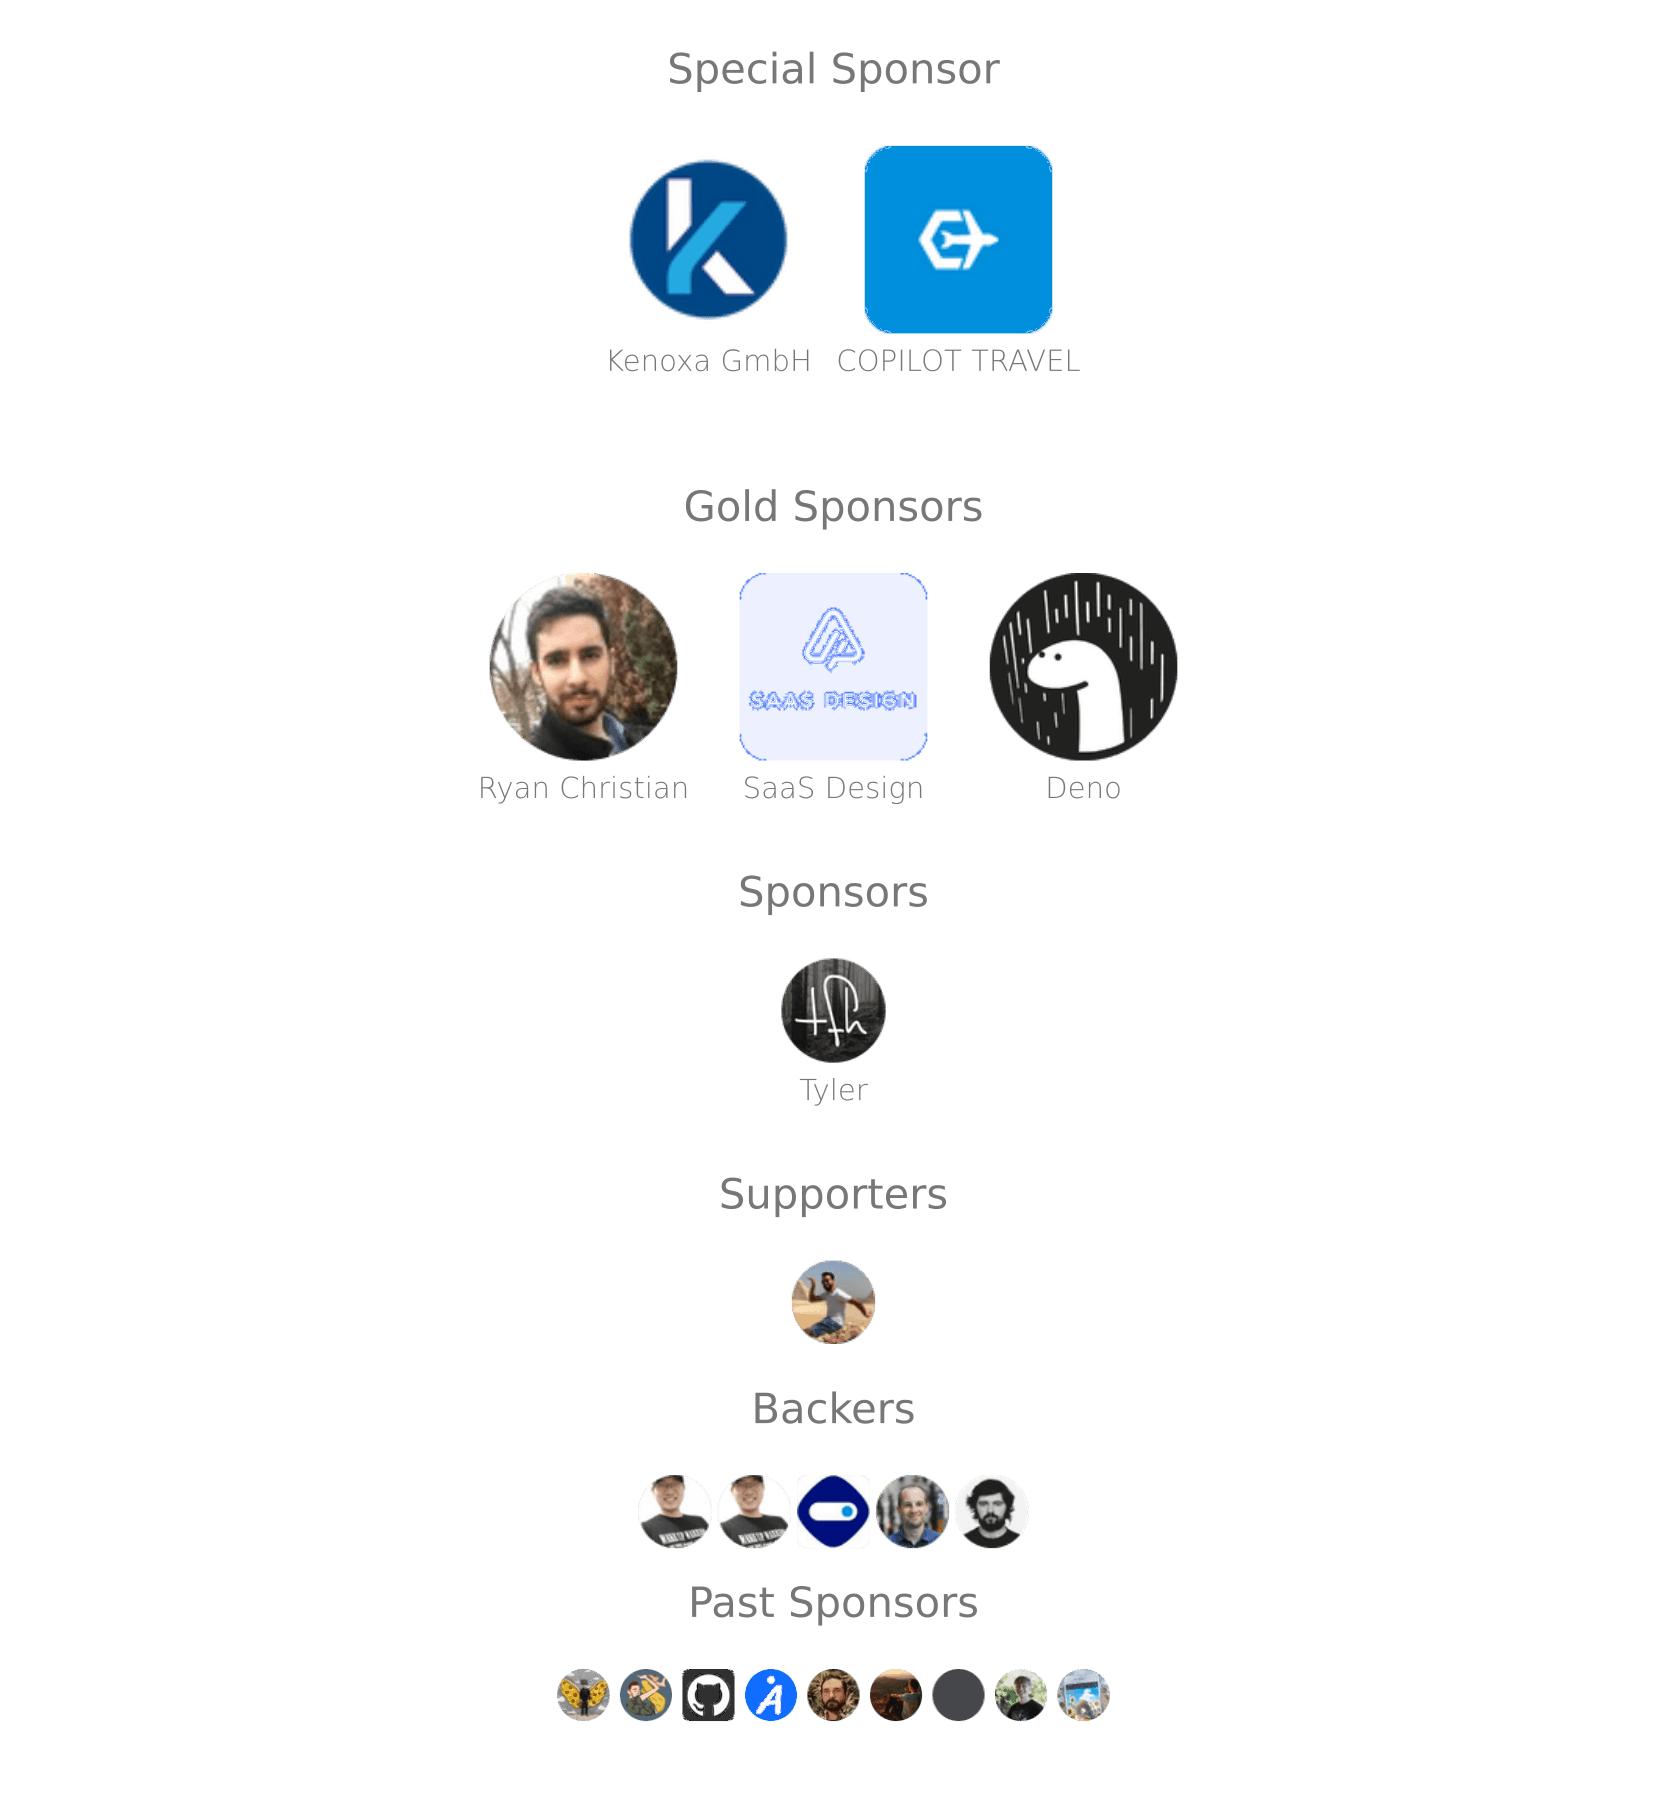 Special Sponsor
Kenoxa GmbH COPILOT TRAVEL
Gold Sponsors
SAAS DESIGN
Ryan Christian SaaS Design Deno
Sponsors
tfh
Tyler
Supporters
Backers
Past Sponsors